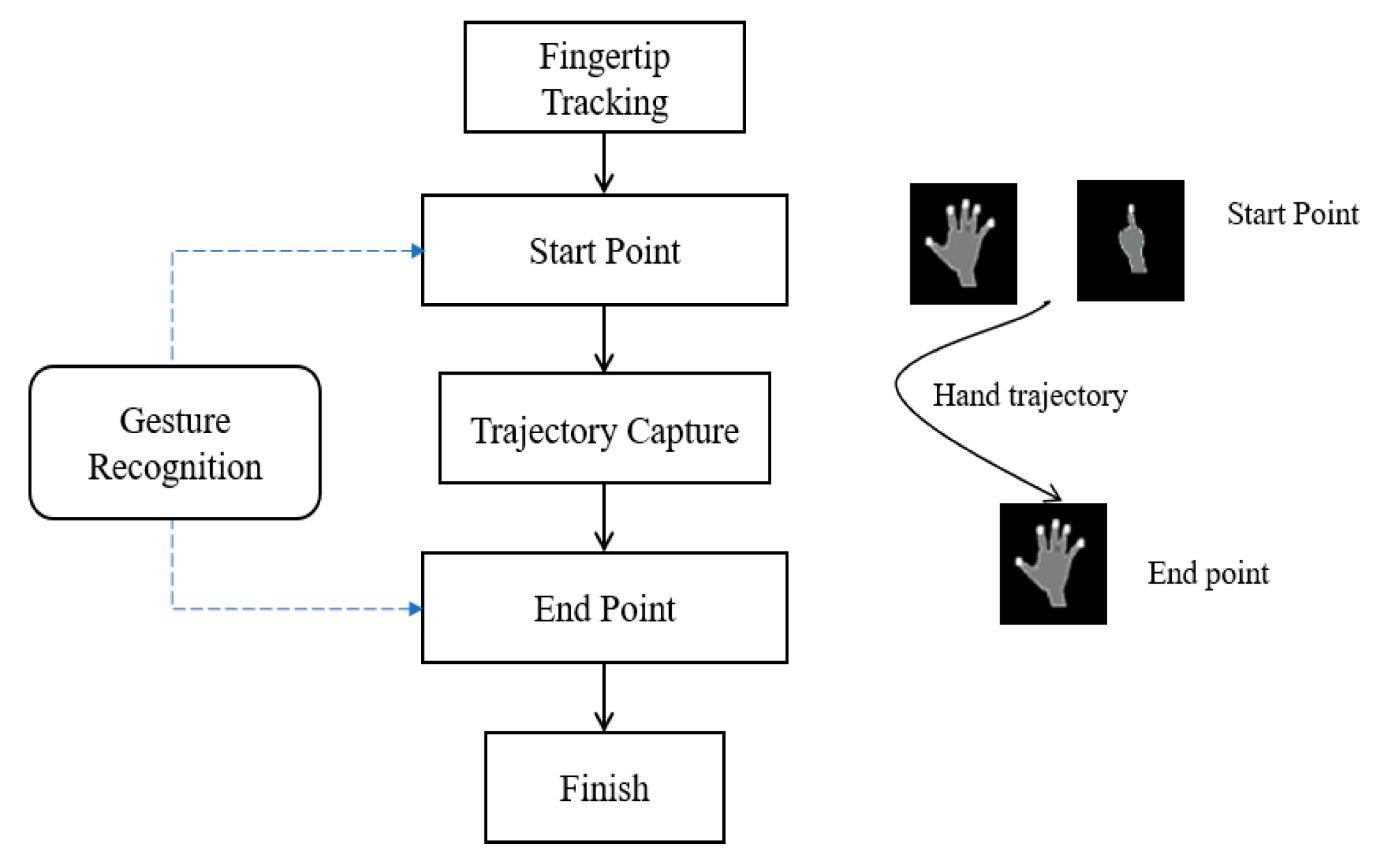 Fingertip
Tracking
Start Point
Gesture
Recognition
Trajectory Capture
End Point
Finish
Start Point
Hand trajectory
End point